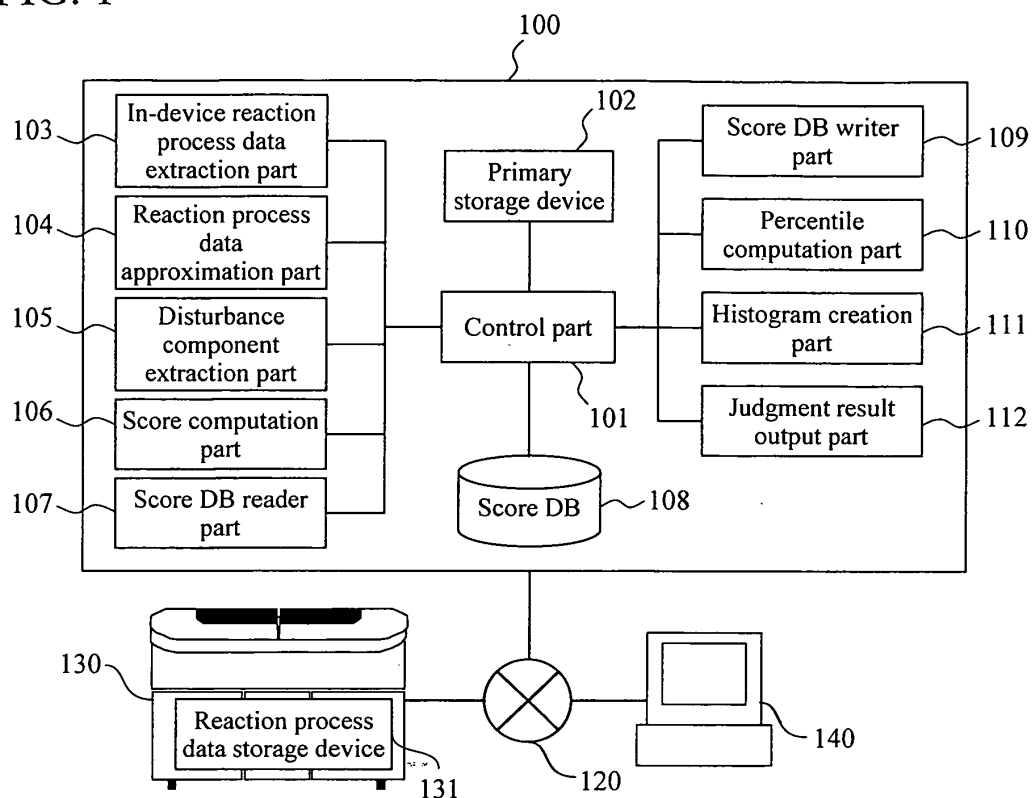 100
103
In-device reaction
process data
extraction part
104
Reaction process
data
approximation part
105
Disturbance
component
extraction part
106
Score computation
part
107
Score DB reader
part
102
Primary
storage device
Control part
101
Score DB
108
Score DB writer
part
109
Percentile
computation part
110
Histogram creation
part
111
Judgment result
output part
112
130
Reaction process
data storage device
131
120
140